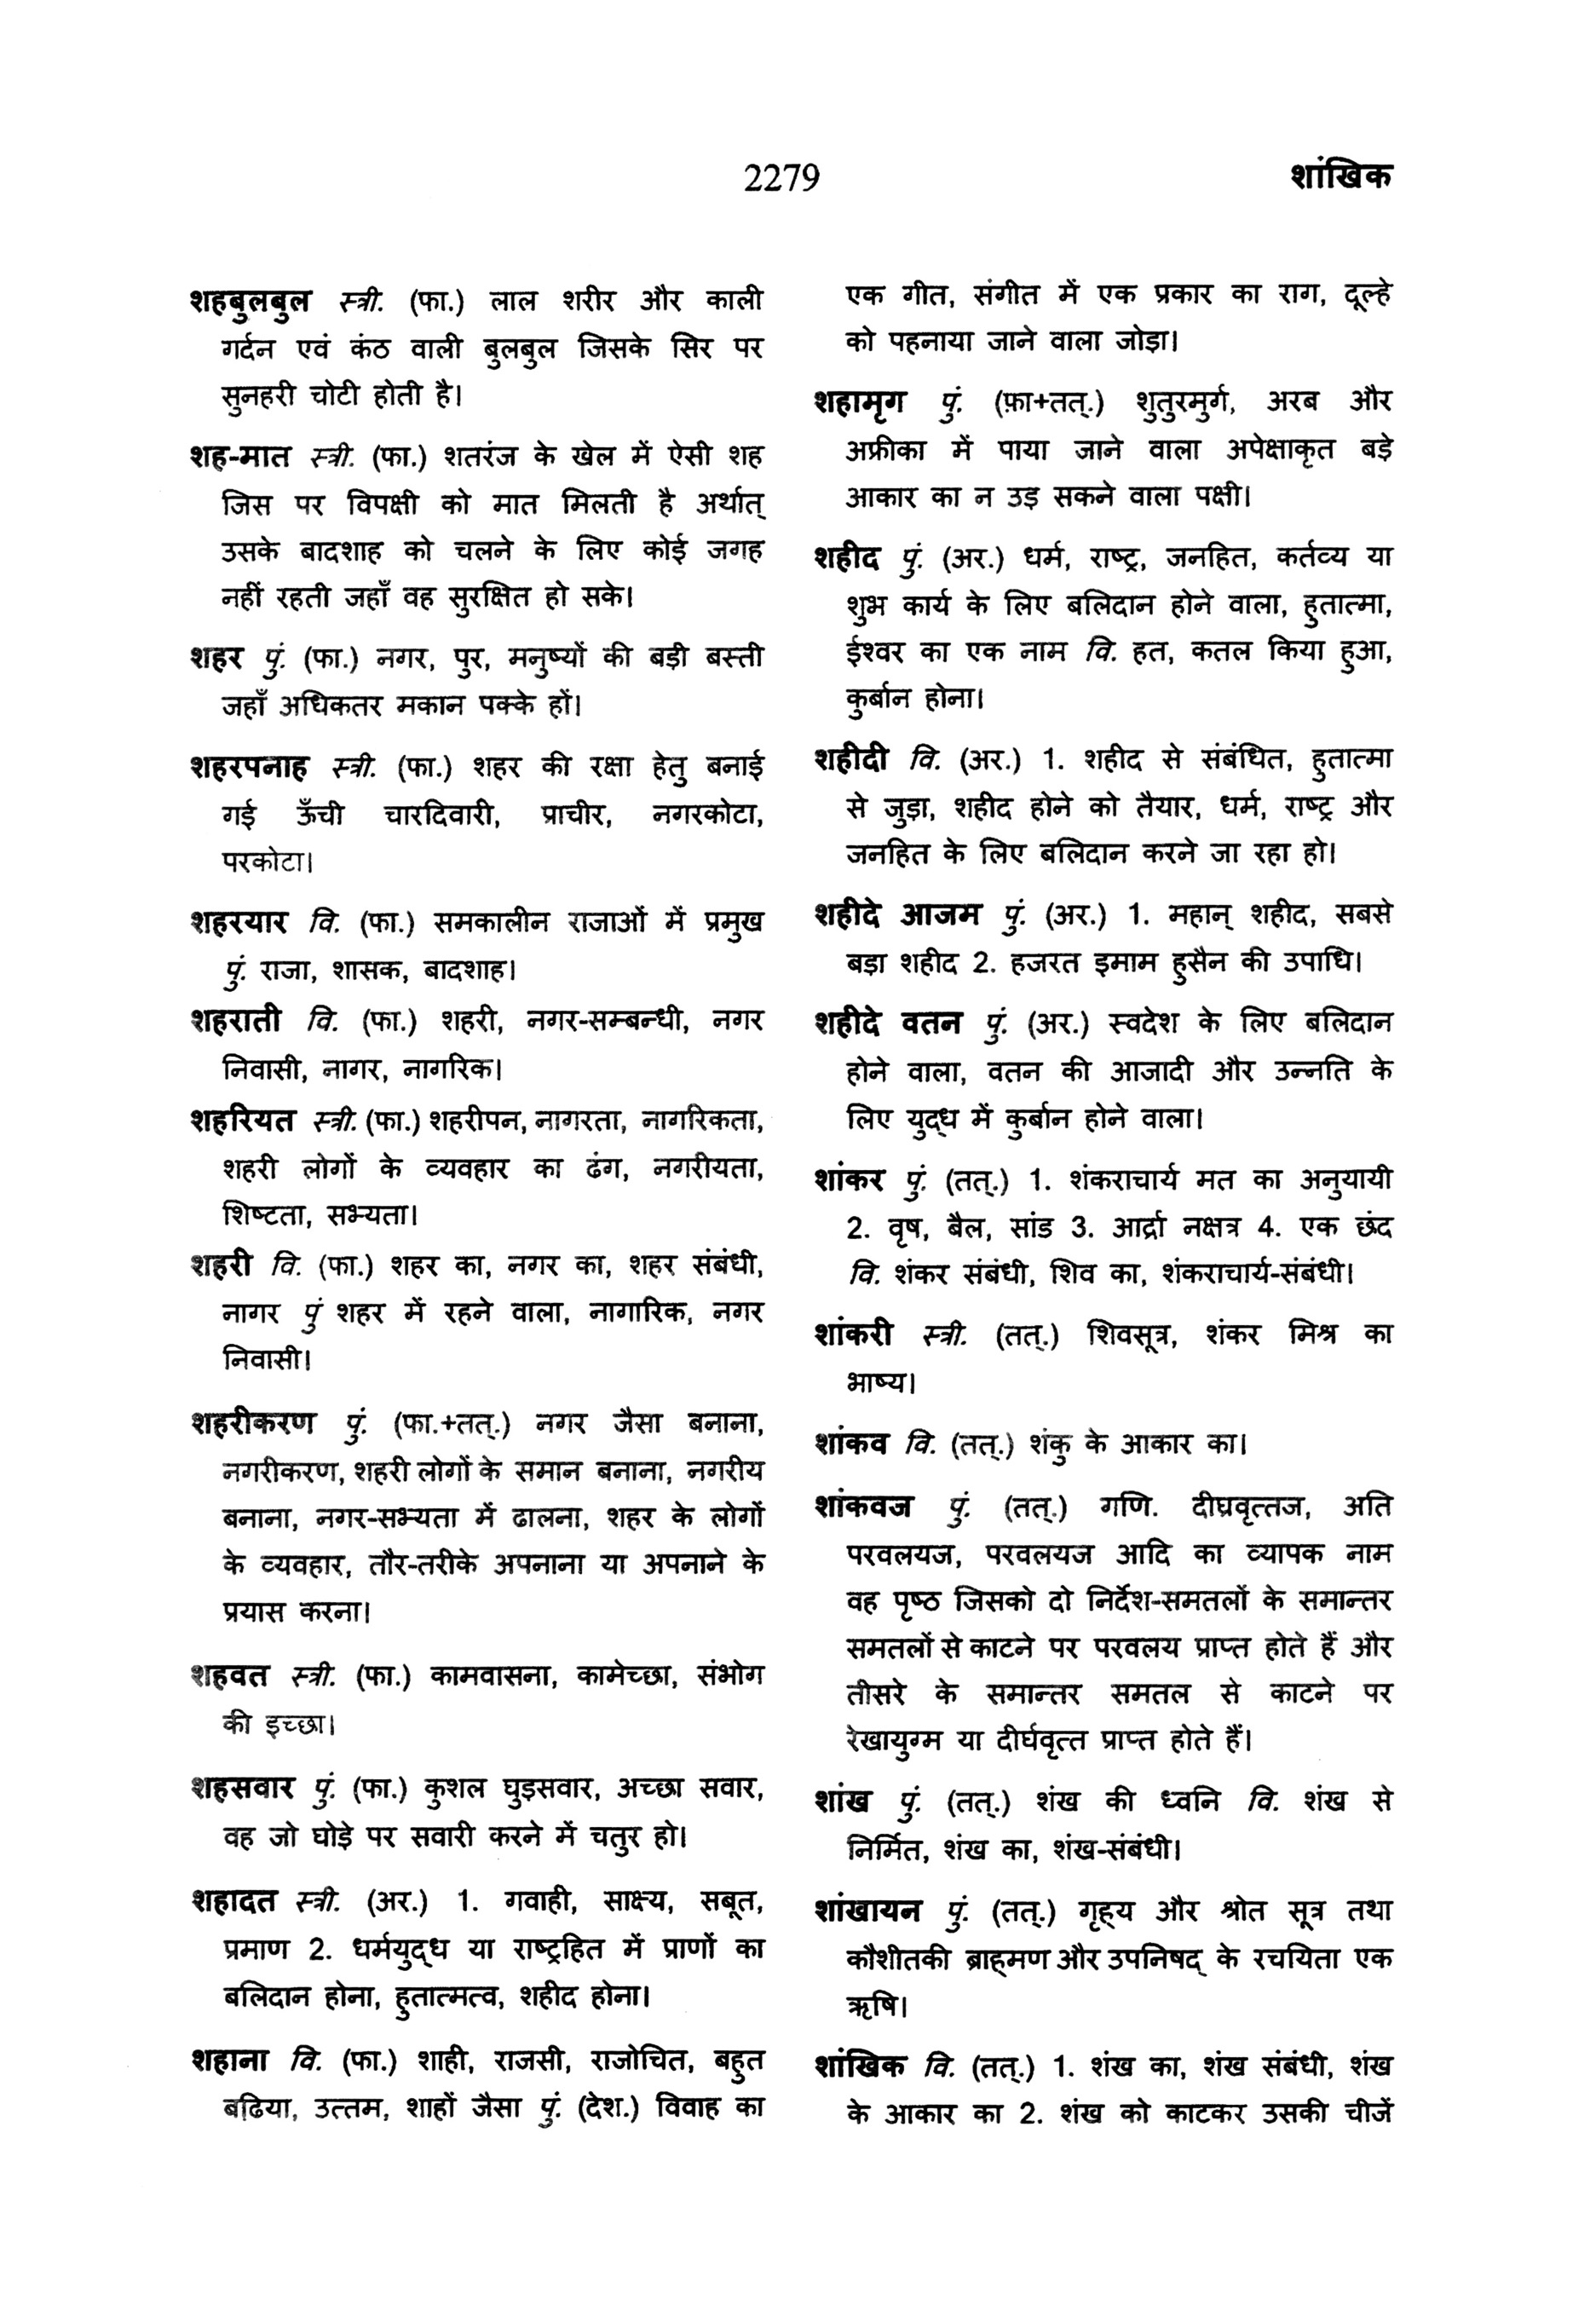 2279
शांखिक
शहबुलबुल स्त्री. (फा.) लाल शरीर और काली
गर्दन एवं कंठ वाली बुलबुल जिसके सिर पर
सुनहरी चोटी होती है।
शह-मात स्त्री. (फा.) शतरंज के खेल में ऐसी शह
जिस पर विपक्षी को मात मिलती है अर्थात्
उसके बादशाह को चलने के लिए कोई जगह
नहीं रहती जहाँ वह सुरक्षित हो सके।
शहर पुं. (फा.) नगर, पुर, मनुष्यों की बड़ी बस्ती
जहाँ अधिकतर मकान पक्के हों।
शहरपनाह स्त्री. (फा.) शहर की रक्षा हेतु बनाई
गई ऊँची चारदिवारी, प्राचीर, नगरकोटा,
परकोटा।
शहरयार वि. (फा.) समकालीन राजाओं में प्रमुख
पुं. राजा, शासक, बादशाह।
शहराती वि. (फा.) शहरी, नगर-सम्बन्धी, नगर
निवासी, नागर, नागरिक।
शहरियत स्त्री. (फा.) शहरीपन, नागरता, नागरिकता,
शहरी लोगों के व्यवहार का ढंग, नगरीयता,
शिष्टता, सभ्यता।
शहरी वि. (फा.) शहर का, नगर का, शहर संबंधी,
नागर पुं शहर में रहने वाला, नागारिक, नगर
निवासी।
शहरीकरण पुं. (फा.+तत्.) नगर जैसा बनाना,
नगरीकरण, शहरी लोगों के समान बनाना, नगरीय
बनाना, नगर-सभ्यता में ढालना, शहर के लोगों
के व्यवहार, तौर-तरीके अपनाना या अपनाने के
प्रयास करना।
शहवत स्त्री. (फा.) कामवासना, कामेच्छा, संभोग
की इच्छा।
शहसवार पुं. (फा.) कुशल घुड़सवार, अच्छा सवार,
वह जो घोड़े पर सवारी करने में चतुर हो।
शहादत स्त्री. (अर.) 1. गवाही, साक्ष्य, सबूत,
प्रमाण 2. धर्मयुद्ध या राष्ट्रहित में प्राणों का
बलिदान होना, हुतात्मत्व, शहीद होना।
शहाना वि. (फा.) शाही, राजसी, राजोचित, बहुत
बढ़िया, उत्तम, शाहों जैसा पुं. (देश.) विवाह का
एक गीत, संगीत में एक प्रकार का राग, दूल्हे
को पहनाया जाने वाला जोड़ा।
शहामृग पुं. (फ़ा+तत्.) शुतुरमुर्ग, अरब और
अफ्रीका में पाया जाने वाला अपेक्षाकृत बड़े
आकार का न उड़ सकने वाला पक्षी।
शहीद पुं. (अर.) धर्म, राष्ट्र, जनहित, कर्तव्य या
शुभ कार्य के लिए बलिदान होने वाला, हुतात्मा,
ईश्वर का एक नाम वि. हत, कतल किया हुआ,
कुर्बान होना।
शहीदी वि. (अर.) 1. शहीद से संबंधित, हुतात्मा
से जुड़ा, शहीद होने को तैयार, धर्म, राष्ट्र और
जनहित के लिए बलिदान करने जा रहा हो।
शहीदे आजम पुं. (अर.) 1. महान् शहीद, सबसे
बड़ा शहीद 2. हजरत इमाम हुसैन की उपाधि।
शहीदे वतन पुं. (अर.) स्वदेश के लिए बलिदान
होने वाला, वतन की आजादी और उन्नति के
लिए युद्ध में कुर्बान होने वाला।
शांकर पुं. (तत्.) 1. शंकराचार्य मत का अनुयायी
2. वृष, बैल, सांड 3. आर्द्रा नक्षत्र 4. एक छंद
वि. शंकर संबंधी, शिव का, शंकराचार्य-संबंधी।
शांकरी स्त्री. (तत्.) शिवसूत्र, शंकर मिश्र का
भाष्य।
शांकव वि. (तत्.) शंकु के आकार का।
शांकवज पुं. (तत्.) गणि. दीघ्रवृत्तज, अति
परवलयज, परवलयज आदि का व्यापक नाम
वह पृष्ठ जिसको दो निर्देश-समतलों के समान्तर
समतलों से काटने पर परवलय प्राप्त होते हैं और
तीसरे के समान्तर समतल से काटने पर
रेखायुग्म या दीर्घवृत्त प्राप्त होते हैं।
शांख पुं. (तत्.) शंख की ध्वनि वि. शंख से
निर्मित, शंख का, शंख-संबंधी।
शांखायन पुं. (तत्.) गृह्य और श्रोत सूत्र तथा
कौशीतकी ब्राह्मण और उपनिषद् के रचयिता एक
ऋषि।
शांखिक वि. (तत्.) 1. शंख का, शंख संबंधी, शंख
के आकार का 2. शंख को काटकर उसकी चीजें